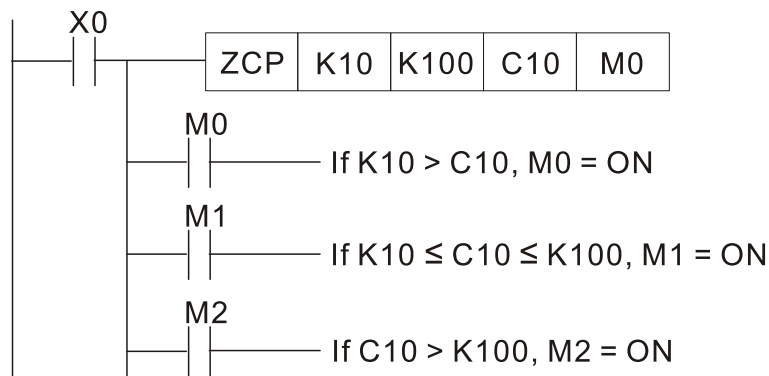 X0
ZCP K10 K100 C10 M0
M0
If K10 > C10, M0 = ON
M1
If K10 ≤ C10 ≤ K100, M1 = ON
M2
If C10 > K100, M2 = ON